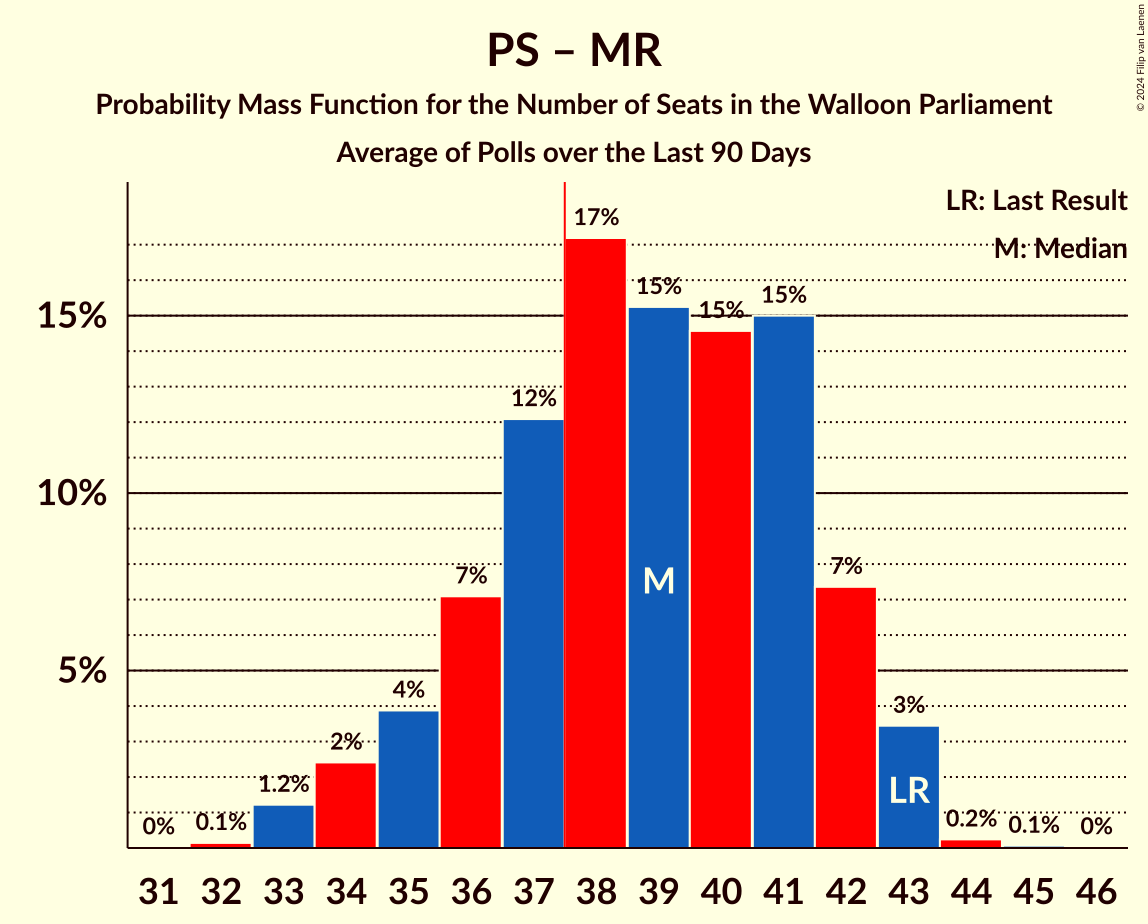 PS – MR
Probability Mass Function for the Number of Seats in the Walloon Parliament
Average of Polls over the Last 90 Days
© 2024 Filip van Laenen
LR: Last Result
M: Median
15%
10%
5%
0%
0.1%
1.2%
2%
4%
7%
12%
17%
15%
15%
15%
7%
3%
0.2%
0.1%
0%
M
LR
31 32 33 34 35 36 37 38 39 40 41 42 43 44 45 46